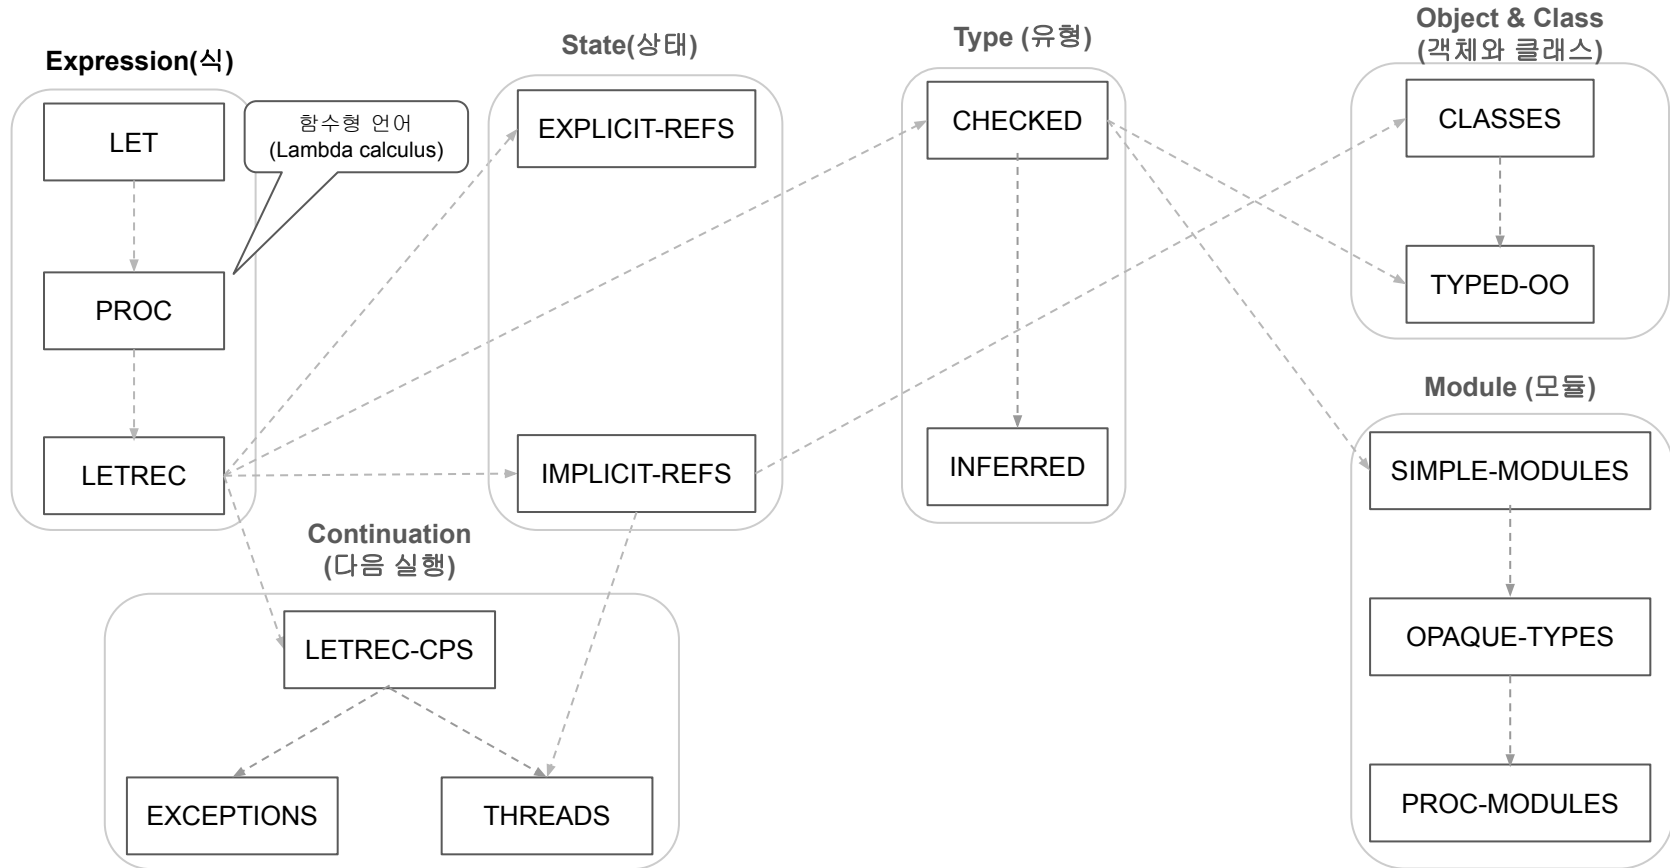 Expression(식)
LET
함수형 언어
(Lambda calculus)
PROC
LETREC
State(상태)
EXPLICIT-REFS
IMPLICIT-REFS
Continuation
(다음 실행)
LETREC-CPS
EXCEPTIONS
THREADS
Type (유형)
CHECKED
INFERRED
Object & Class
(객체와 클래스)
CLASSES
TYPED-OO
Module (모듈)
SIMPLE-MODULES
OPAQUE-TYPES
PROC-MODULES